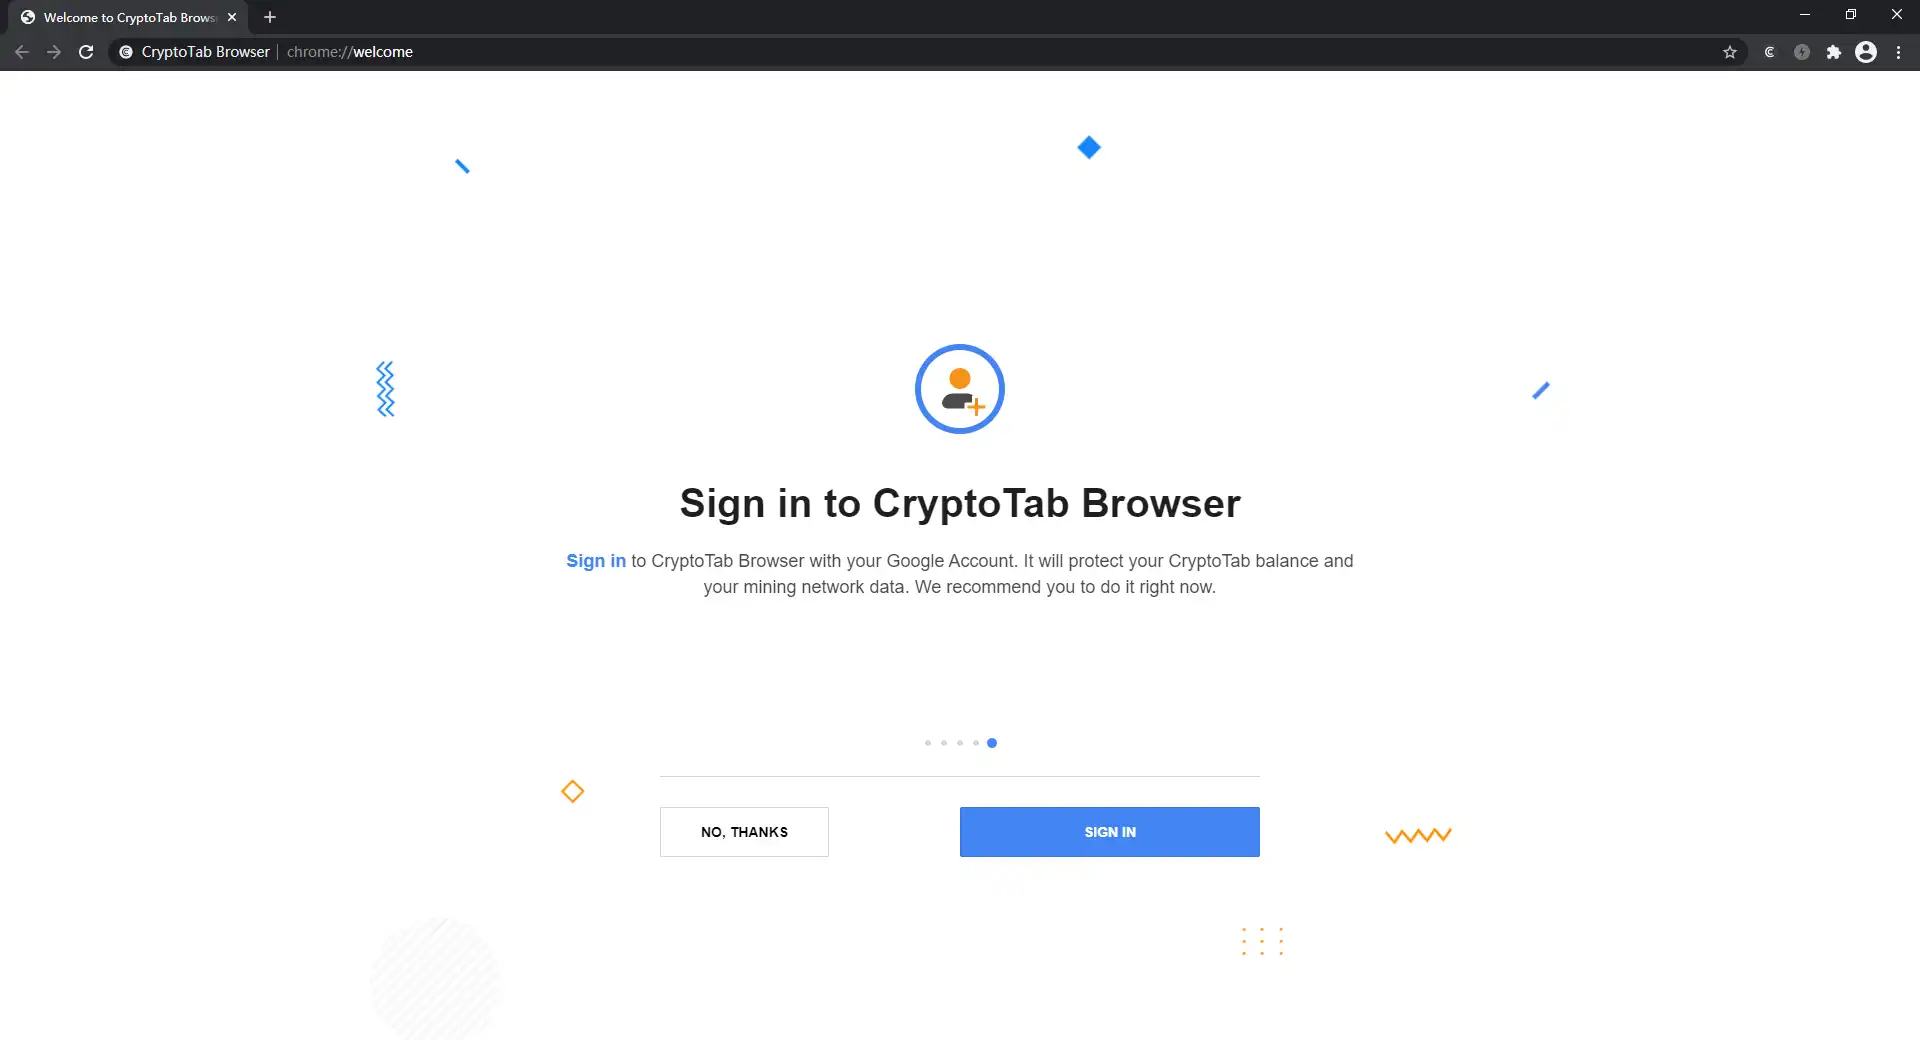 Welcome to CryptoTab Brows
CryptoTab Browser | chrome://welcome
Sign in to CryptoTab Browser
Sign in to CryptoTab Browser with your Google Account. It will protect your CryptoTab balance and
your mining network data. We recommend you to do it right now.
NO, THANKS
SIGN IN